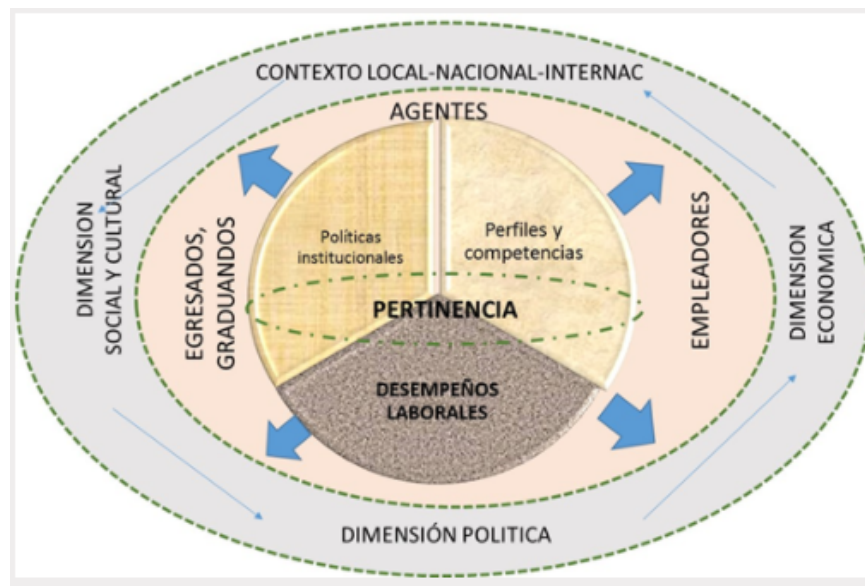 CONTEXTO LOCAL-NACIONAL-INTERNAC
AGENTES
DIMENSION
SOCIAL Y CULTURAL
EGRESADOS,
GRADUANDOS
Políticas
institucionales
Perfiles y
competencias
EMPLEADORES
DIMENSION
ECONOMICA
PERTINENCIA
DESEMPEÑOS
LABORALES
DIMENSIÓN POLITICA